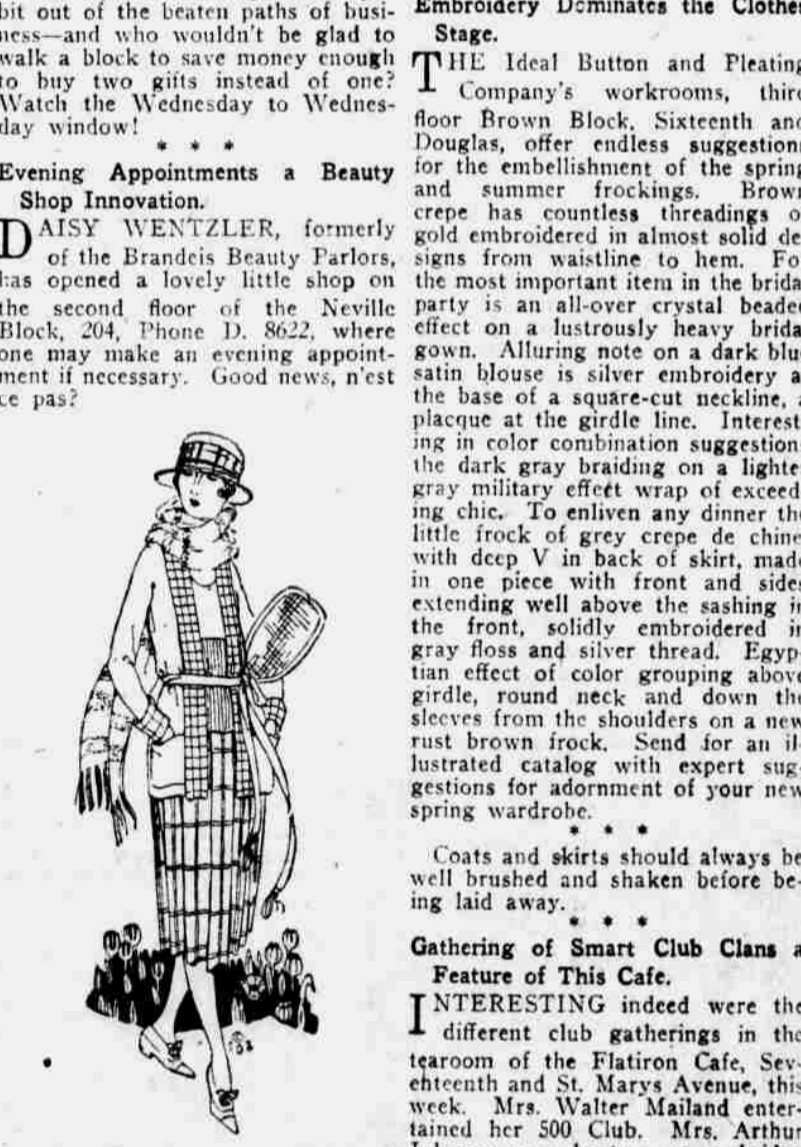 bit out of the beaten paths of busi-
ness—and who wouldn't be glad to
walk a block to save money enough
to buy two gifts instead of one?
Watch the Wednesday to Wednes-
day window!
* * *
Evening Appointments a Beauty
Shop Innovation.
DAISY WENTZLER, formerly
of the Brandeis Beauty Parlors,
has opened a lovely little shop on
the second floor of the Neville
Block, 204, Phone D. 8622, where
one may make an evening appoint-
ment if necessary. Good news, n'est
ce pas?
Embroidery Dominates the Clothes
Stage.
THE Ideal Button and Pleating
Company's workrooms, third
floor Brown Block, Sixteenth and
Douglas, offer endless suggestion
for the embellishment of the spring
and summer frockings. Brown
crepe has countless threadings of
gold embroidered in almost solid de-
signs from waistline to hem. For
the most important item in the bridal
party is an all-over crystal beaded
effect on a lustrously heavy bridal
gown. Alluring note on a dark blue
satin blouse is silver embroidery at
the base of a square-cut neckline, a
placque at the girdle line. Interest-
ing in color combination suggestion
the dark gray braiding on a lighter
gray military effect wrap of exceed-
ing chic. To enliven any dinner the
little frock of grey crepe de chine
with deep V in back of skirt, made
in one piece with front and sides
extending well above the sashing in
the front, solidly embroidered in
gray floss and silver thread. Egyp-
tian effect of color grouping above
girdle, round neck and down the
sleeves from the shoulders on a new
rust brown frock. Send for an il-
lustrated catalog with expert sug-
gestions for adornment of your new
spring wardrobe.
* * *
Coats and skirts should always be
well brushed and shaken before be-
ing laid away.
* * *
Gathering of Smart Club Clans a
Feature of This Cafe.
INTERESTING indeed were the
different club gatherings in the
tearoom of the Flatiron Cafe, Sev-
ehteenth and St. Marys Avenue, this
week. Mrs. Walter Mailand enter-
tained her 500 Club. Mrs. Arthur